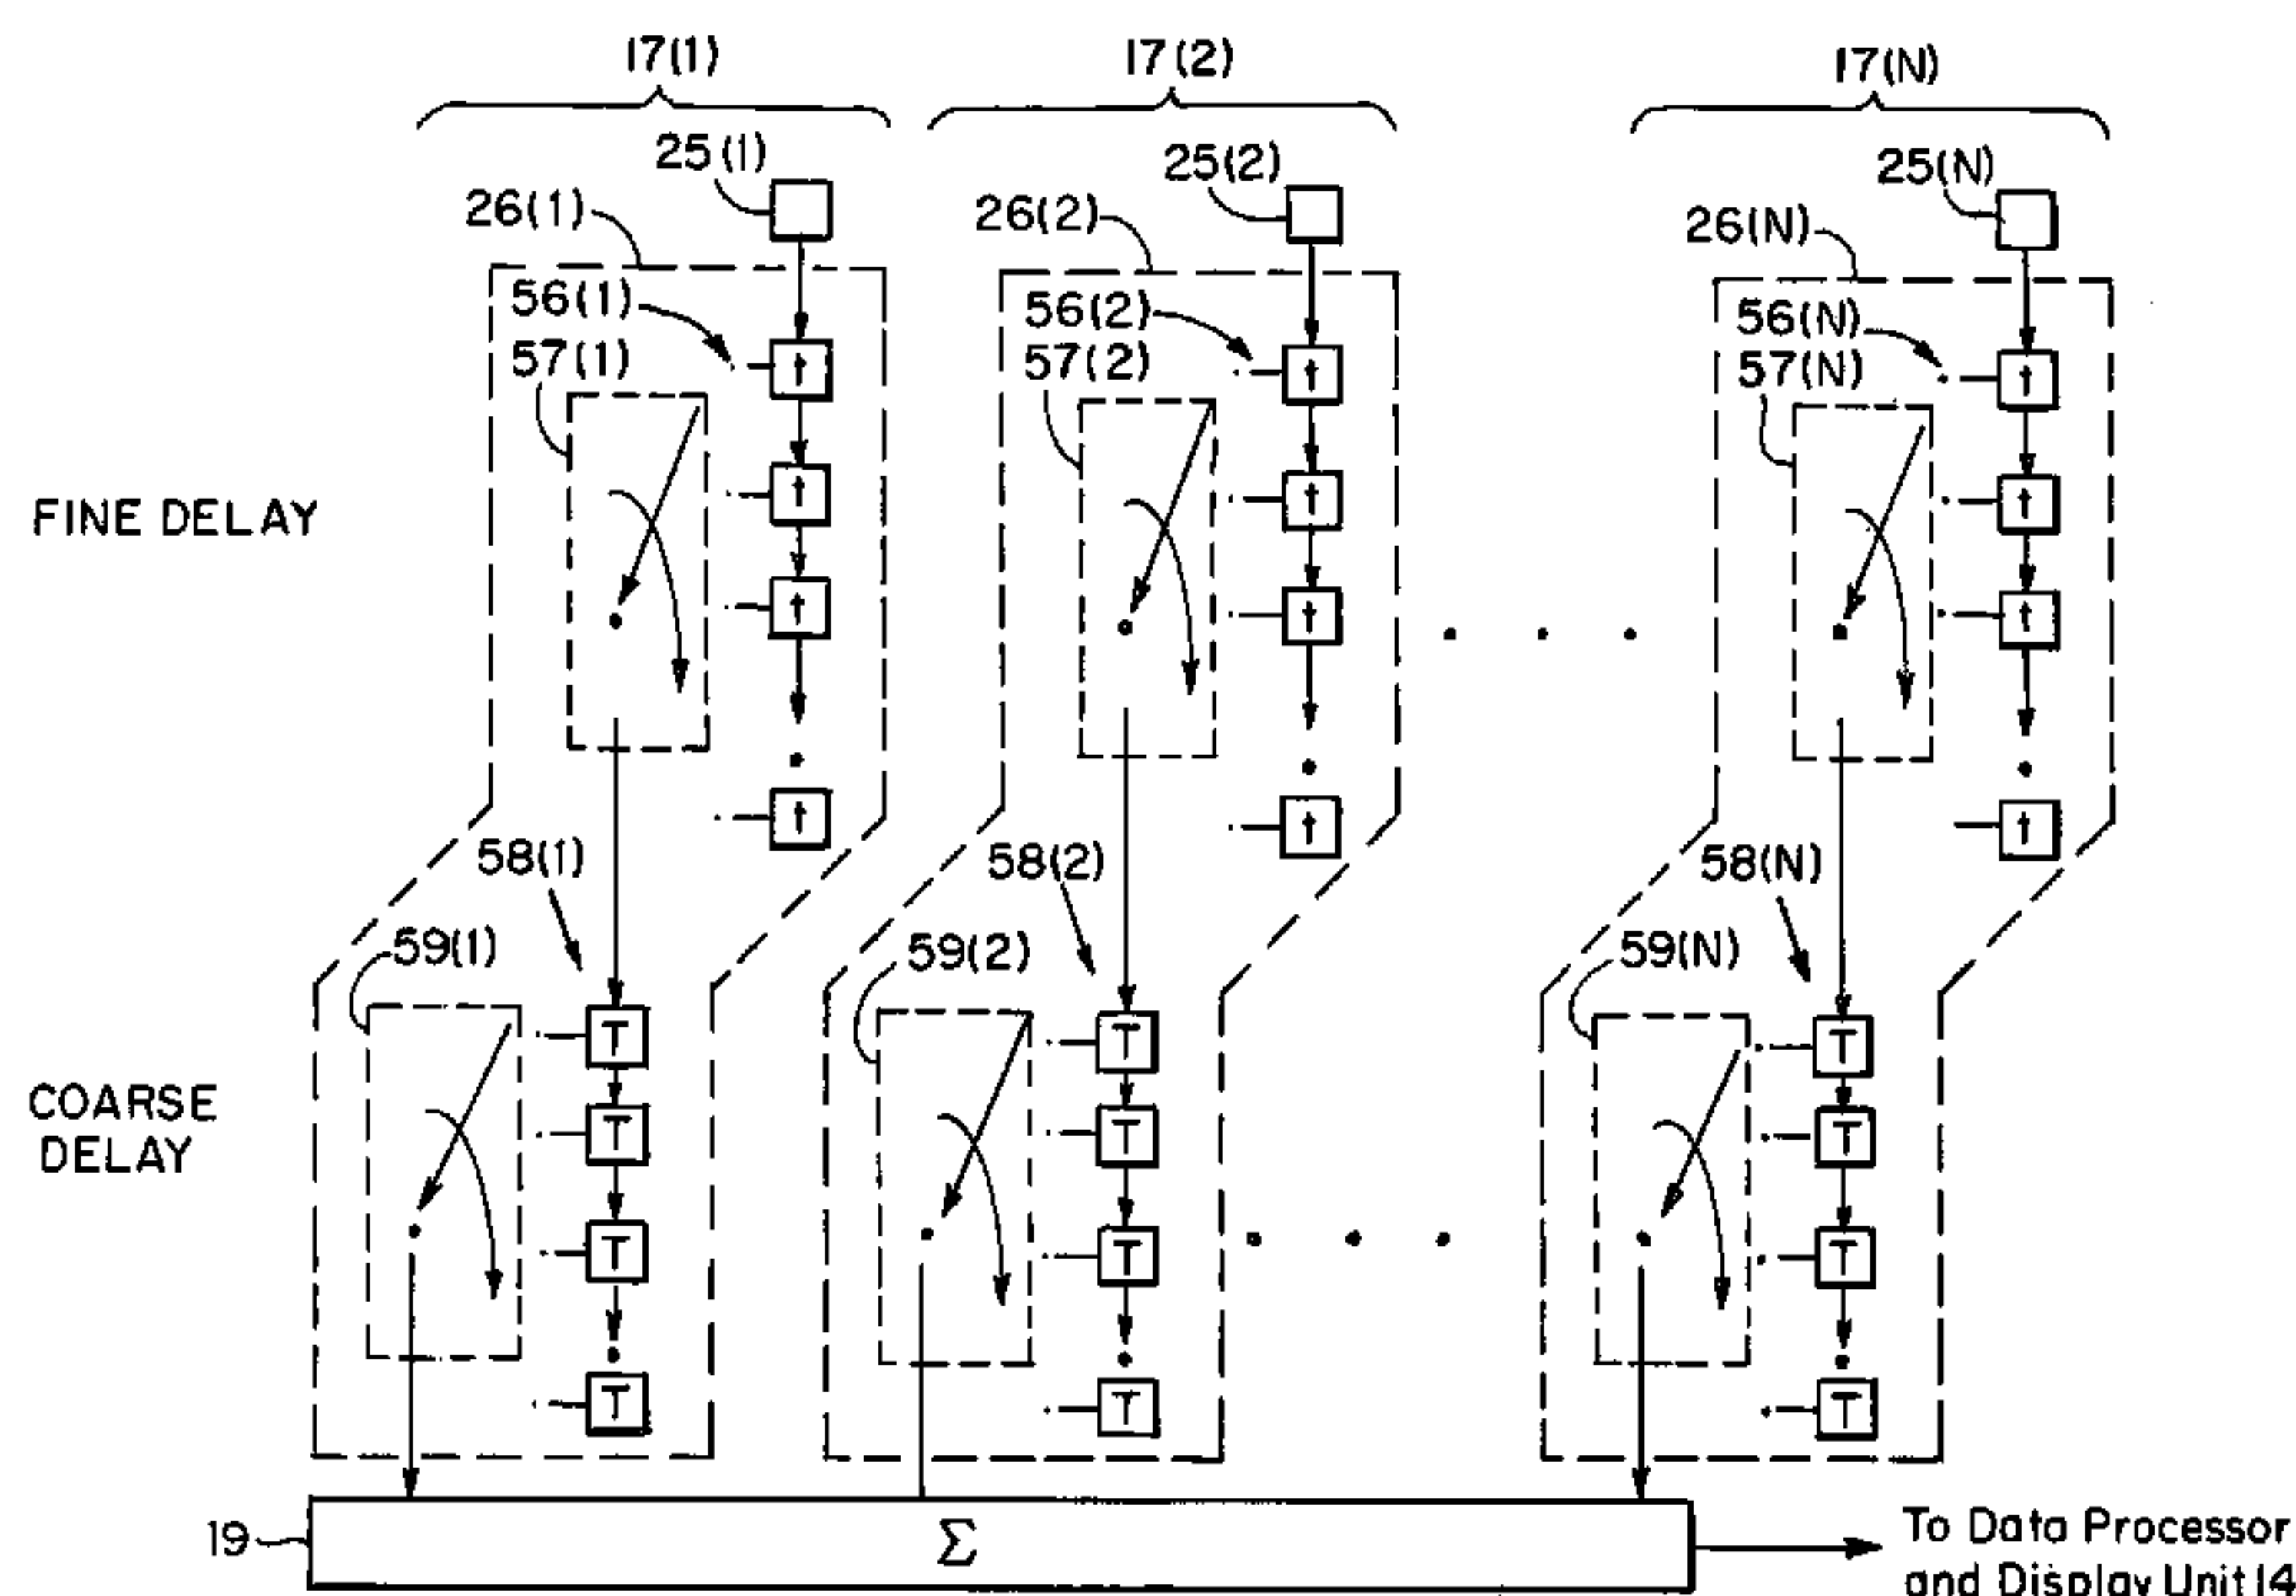 17(1) 17(2) 17(N)
25(1) 25(2) 25(N)
26(1) 26(2) 26(N)
56(1) 56(2) 56(N)
57(1) 57(2) 57(N)
t t t
FINE DELAY
t t t
t t t
t t t
58(1) 58(2) 58(N)
59(1) 59(2) 59(N)
T T T
COARSE
DELAY
T T T
T T T
T T T
19 Σ
To Data Processor
and Display Unit 14